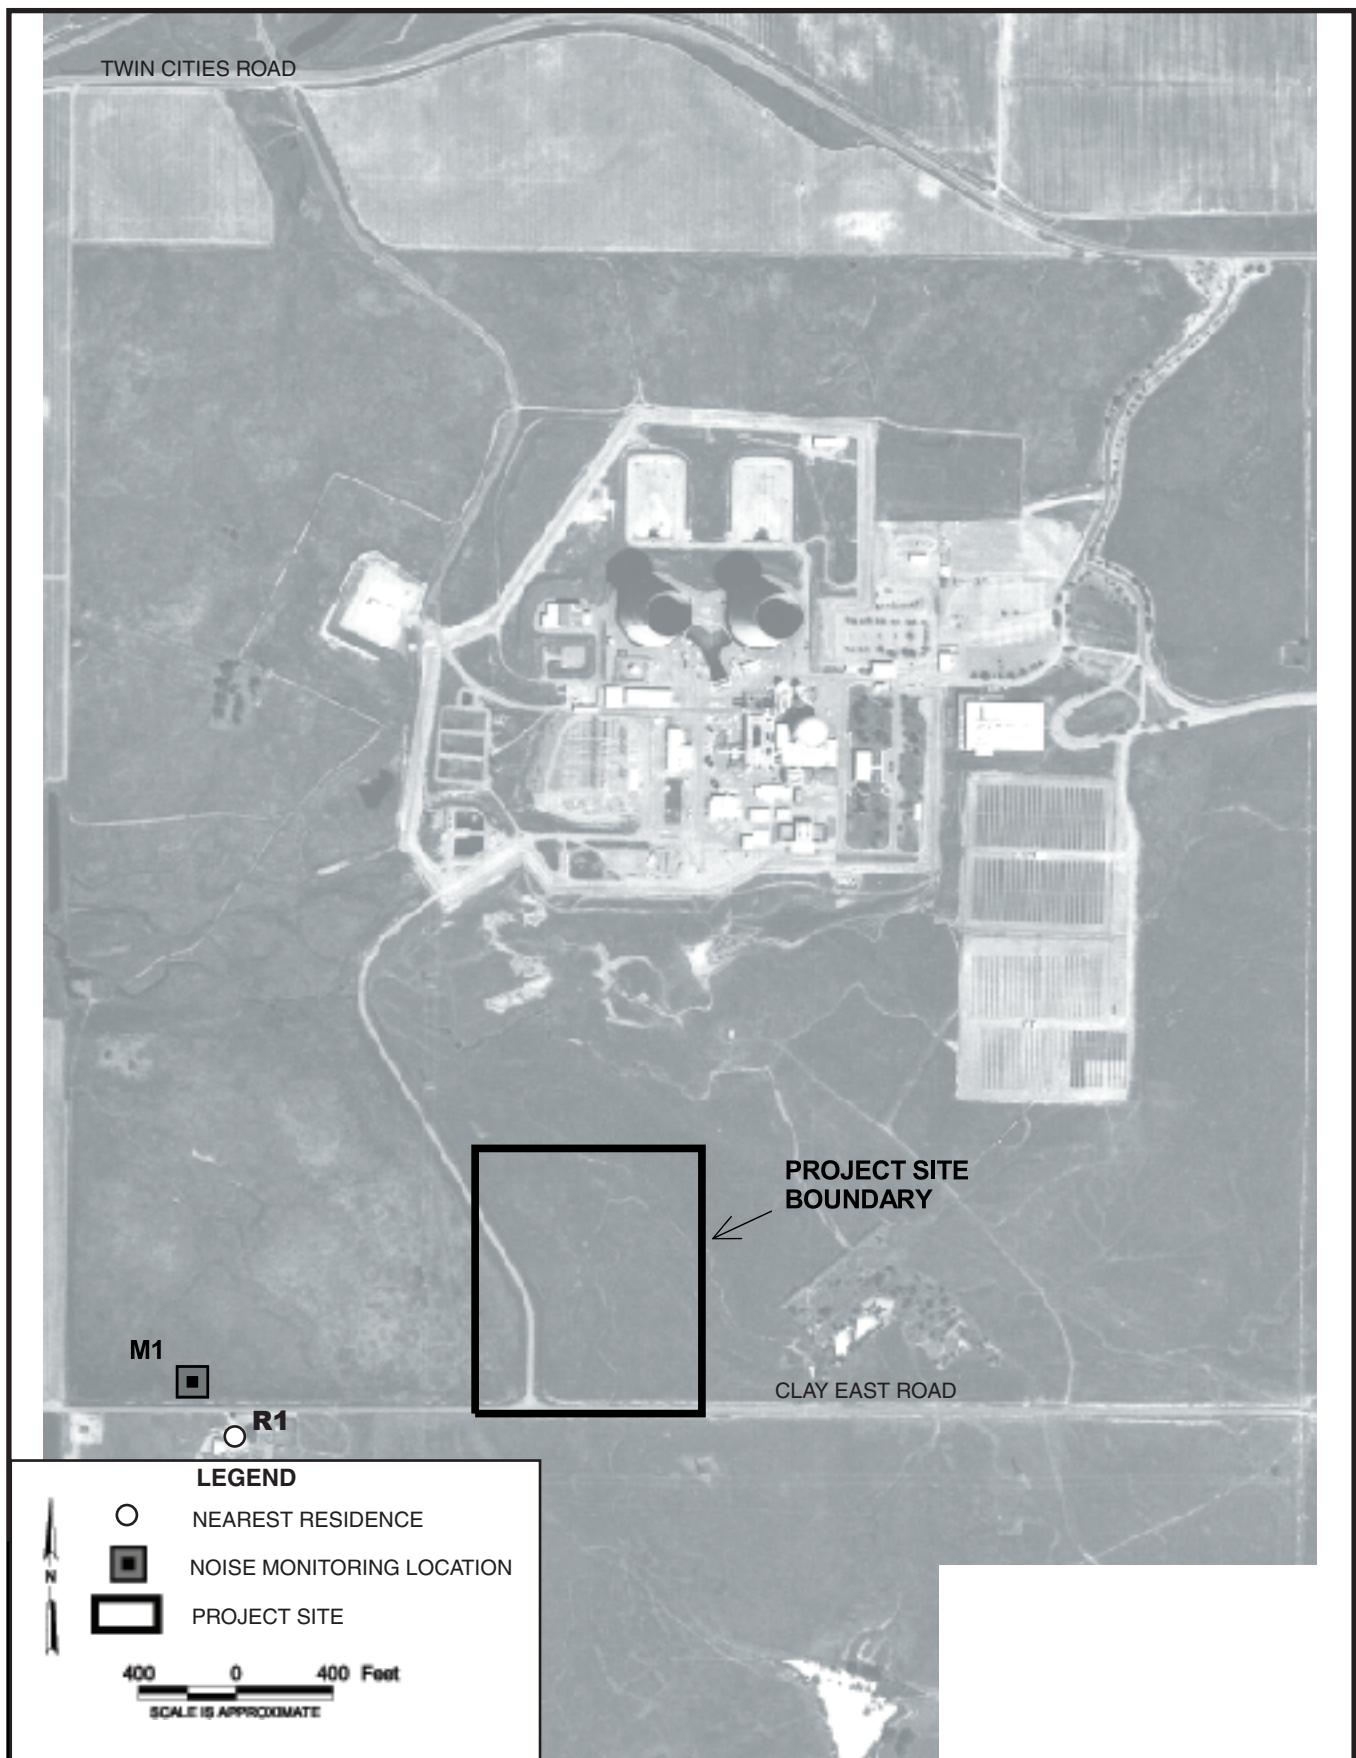 TWIN CITIES ROAD
PROJECT SITE
BOUNDARY
M1
CLAY EAST ROAD
R1
LEGEND
NEAREST RESIDENCE
NOISE MONITORING LOCATION
PROJECT SITE
N
400 0 400 Feet
SCALE IS APPROXIMATE